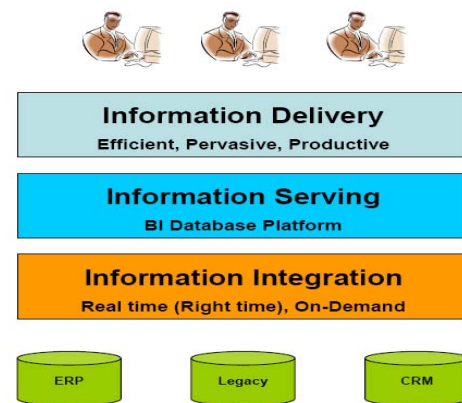 Information Delivery
Efficient, Pervasive, Productive
Information Serving
BI Database Platform
Information Integration
Real time (Right time), On-Demand
ERP
Legacy
CRM